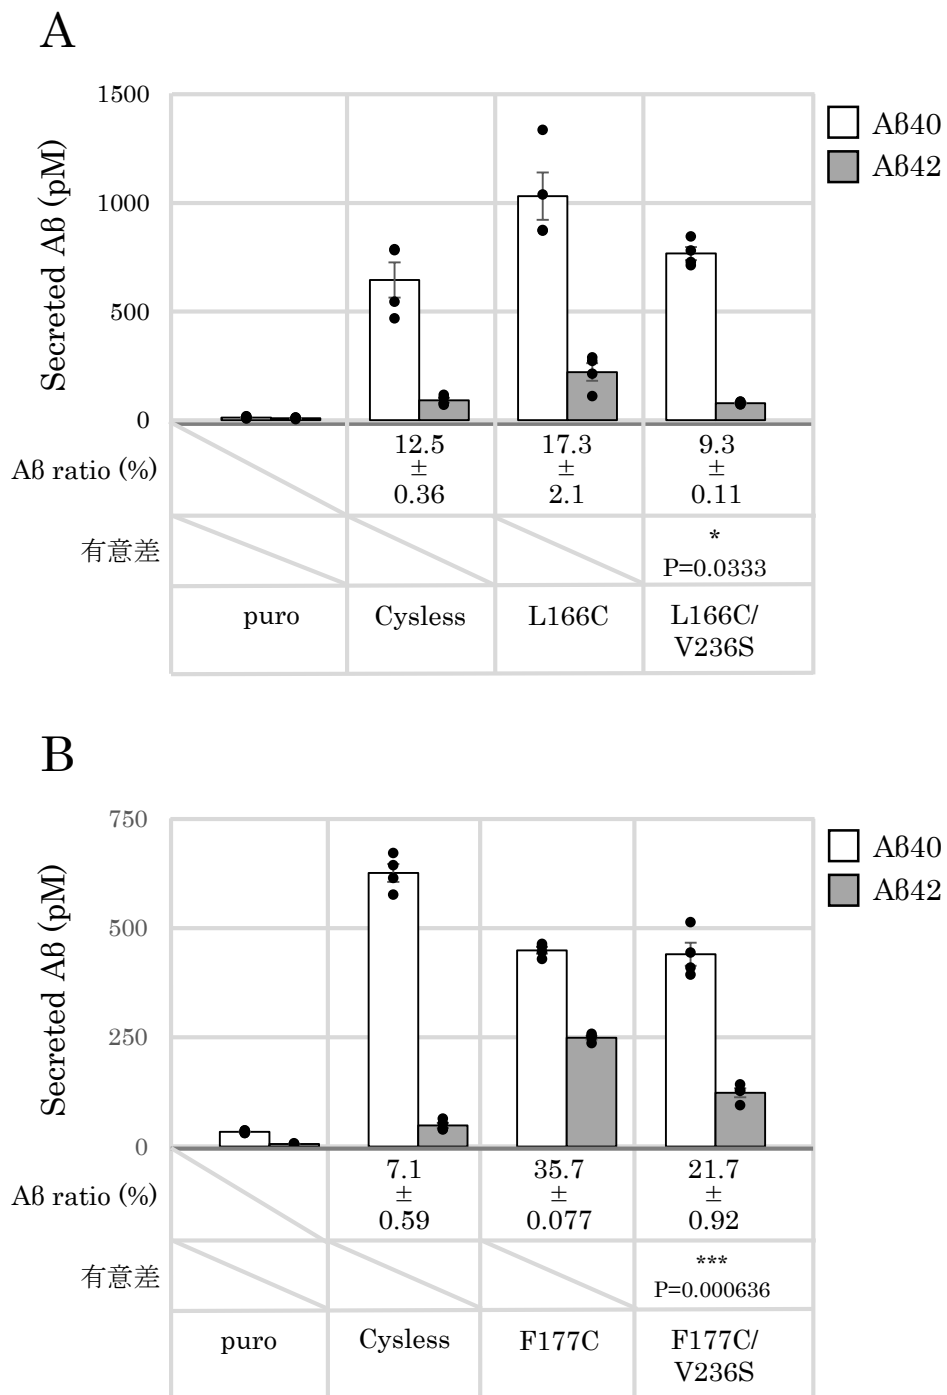 A
1500
1000
500
0
Secreted Aβ (pM)
Aβ40
Aβ42
Aβ ratio (%)
12.5
±
0.36
17.3
±
2.1
9.3
±
0.11
有意差
*
P=0.0333
puro
Cysless
L166C
L166C/
V236S
B
750
500
250
0
Secreted Aβ (pM)
Aβ40
Aβ42
Aβ ratio (%)
7.1
±
0.59
35.7
±
0.077
21.7
±
0.92
有意差
***
P=0.000636
puro
Cysless
F177C
F177C/
V236S